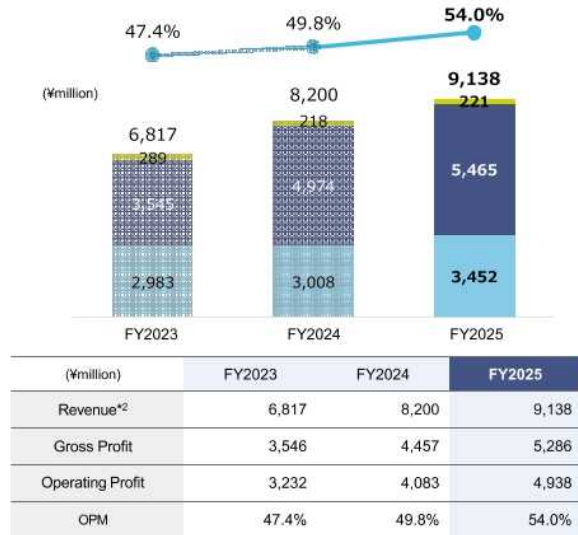 47.4% 49.8% 54.0%
(¥million)
6,817 8,200 9,138
289 218 221
3,545 4,974 5,465
2,983 3,008 3,452
FY2023 FY2024 FY2025
(¥million) FY2023 FY2024 FY2025
Revenue*2 6,817 8,200 9,138
Gross Profit 3,546 4,457 5,286
Operating Profit 3,232 4,083 4,938
OPM 47.4% 49.8% 54.0%